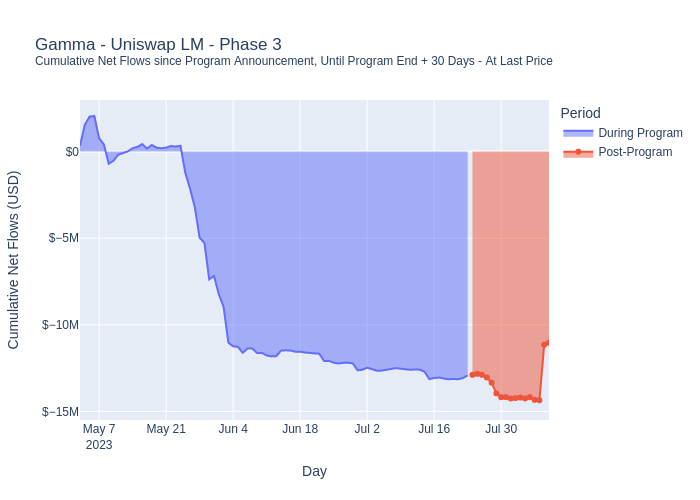 Gamma - Uniswap LM - Phase 3
Cumulative Net Flows since Program Announcement, Until Program End + 30 Days - At Last Price
Period
During Program
Post-Program
Cumulative Net Flows (USD)
$0
$−5M
$−10M
$−15M
May 7
2023
May 21
Jun 4
Jun 18
Jul 2
Jul 16
Jul 30
Day